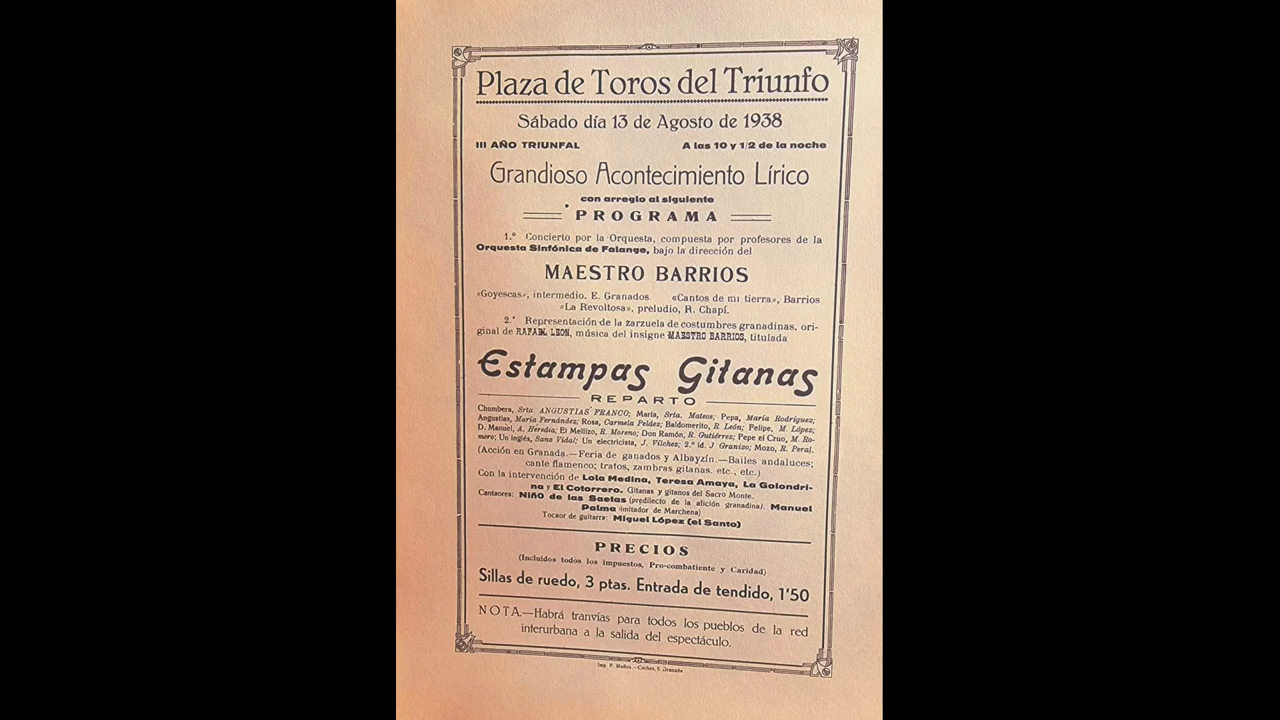 Plaza de Toros del Triunfo
Sábado día 13 de Agosto de 1938
III AÑO TRIUNFAL A las 10 y 1/2 de la noche
Grandioso Acontecimiento Lírico
con arreglo al siguiente
PROGRAMA
1.º Concierto por la Orquesta, compuesta por profesores de la
Orquesta Sinfónica de Falange, bajo la dirección del
MAESTRO BARRIOS
«Goyescas», intermedio. E. Granados «Cantos de mi tierra», Barrios
«La Revoltosa», preludio, R. Chapí.
2.º Representación de la zarzuela de costumbres granadinas, ori-
ginal de RAFAEL LEON, música del insigne MAESTRO BARRIOS, titulada
Estampas Gitanas
REPARTO
Chumbera, Srta. ANGUSTIAS FRANCO; María, Srta. Mateos; Pepa, María Rodríguez;
Angustias, María Fernández; Rosa, Carmela Peldez; Baldomerito, R. León; Felipe, M. López;
D. Manuel, A. Heredia; El Mellizo, R. Moreno; Don Ramón, R. Gutiérrez; Pepe el Cruo, M. Ro-
mero; Un inglés, Sanz Vidal; Un electricista, J. Vílchez; 2.º id. J Granizo; Mozo, R. Peral.
(Acción en Granada.—Feria de ganados y Albayzín.—Bailes andaluces;
cante flamenco; tratos, zambras gitanas. etc., etc.)
Con la intervención de Lola Medina, Teresa Amaya, La Golondri-
na y El Cotorrero. Gitanas y gitanos del Sacro Monte.
Cantaores: Niño de las Saetas (predilecto de la afición granadina). Manuel
Palma (imitador de Marchena)
Tocaor de guitarra: Miguel López (el Santo)
PRECIOS
(Incluidos todos los impuestos, Pro-combatiente y Caridad)
Sillas de ruedo, 3 ptas. Entrada de tendido, 1'50
NOTA.—Habrá tranvías para todos los pueblos de la red
interurbana a la salida del espectáculo.
Imp. F. Muñoz.—Cuchas, 5. Granada